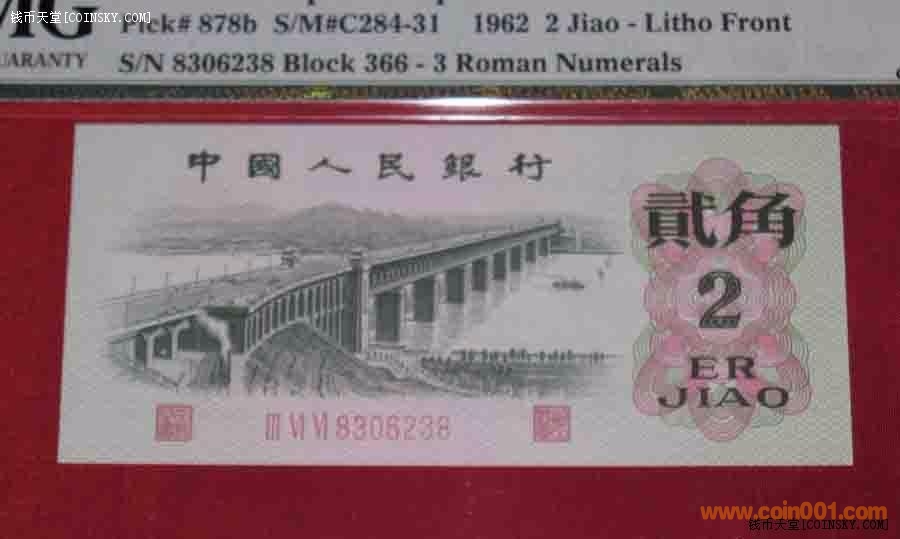 钱币天堂[COINSKY.COM]
Pick# 878b S/M#C284-31 1962 2 Jiao - Litho Front
UARANTY
S/N 8306238 Block 366 - 3 Roman Numerals
中國人民銀行
貳角
2
ER
JIAO
III VI VI 8306238
www.coin001.com
钱币天堂[COINSKY.COM]